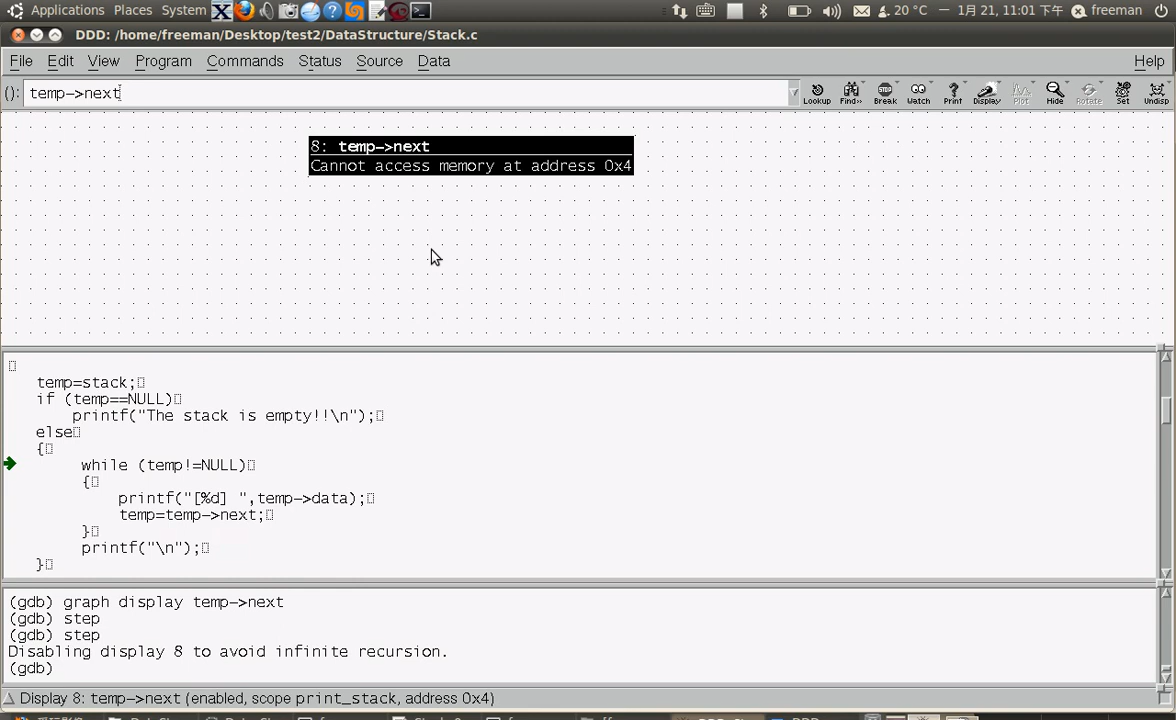 Applications Places System 20 °C 一 1月 21, 11:01 下午 freeman
DDD: /home/freeman/Desktop/test2/DataStructure/Stack.c
File Edit View Program Commands Status Source Data Help
(): temp->next Lookup Find>> Break Watch Print Display Plot Hide Rotate Set Undisp
8: temp->next
Cannot access memory at address 0x4
temp=stack;
if (temp==NULL)
printf("The stack is empty!!\n");
else
{
while (temp!=NULL)
{
printf("[%d] ",temp->data);
temp=temp->next;
}
printf("\n");
}
(gdb) graph display temp->next
(gdb) step
(gdb) step
Disabling display 8 to avoid infinite recursion.
(gdb)
Display 8: temp->next (enabled, scope print_stack, address 0x4)